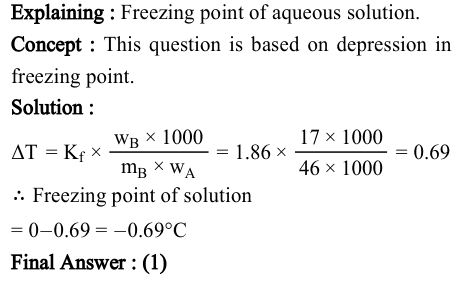 Explaining : Freezing point of aqueous solution.
Concept : This question is based on depression in
freezing point.
Solution :
ΔT = K_f × (w_B × 1000)/(m_B × w_A) = 1.86 × (17 × 1000)/(46 × 1000) = 0.69
∴ Freezing point of solution
= 0–0.69 = –0.69°C
Final Answer : (1)